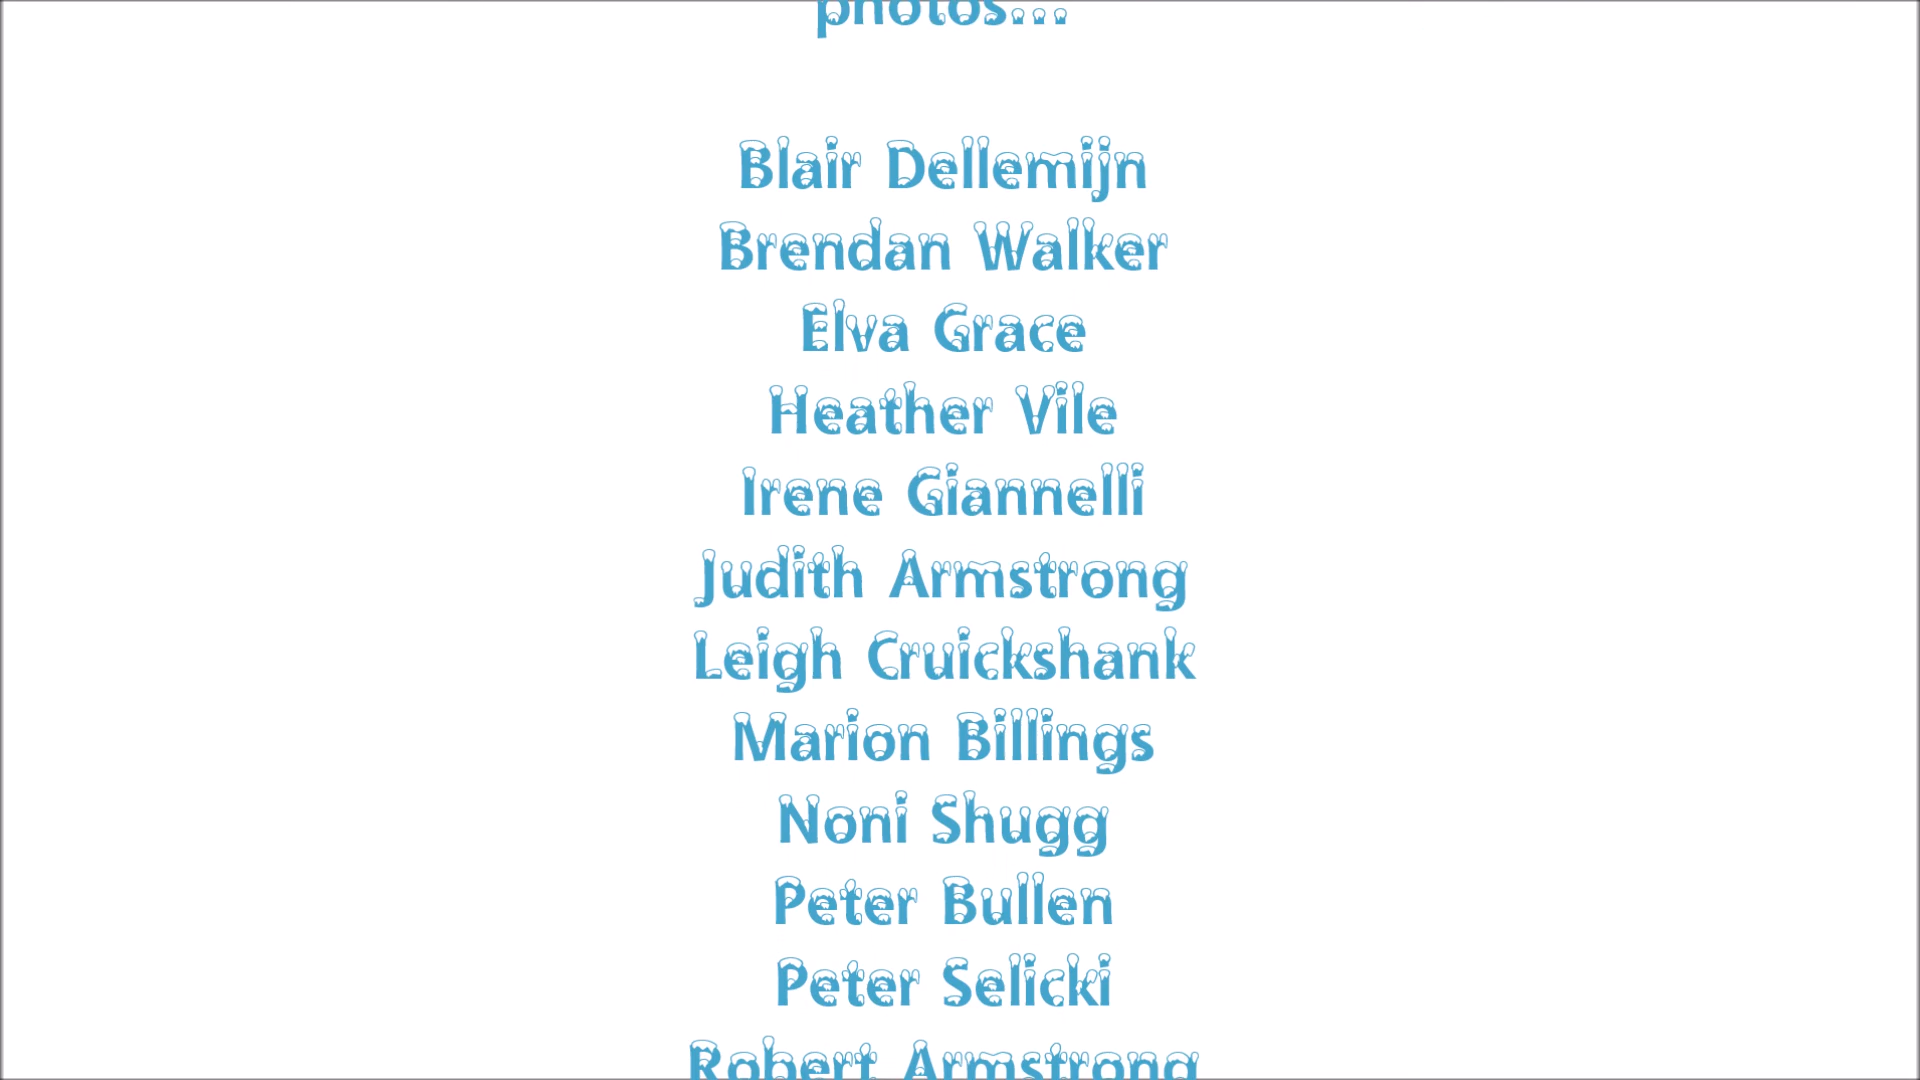 photos...
Blair Dellemijn
Brendan Walker
Elva Grace
Heather Vile
Irene Giannelli
Judith Armstrong
Leigh Cruickshank
Marion Billings
Noni Shugg
Peter Bullen
Peter Selicki
Robert Armstrong